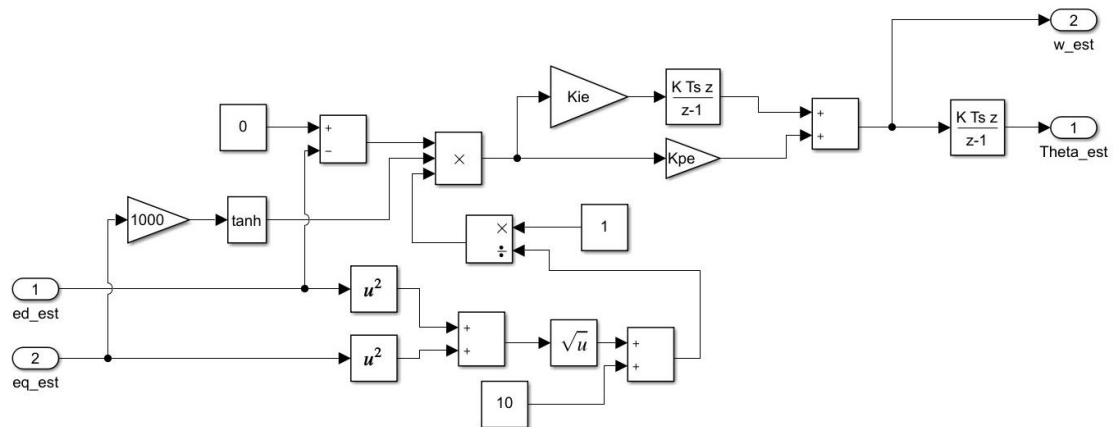 2
w_est
Kie
K Ts z
z-1
+
+
K Ts z
z-1
1
Theta_est
0
+
−
×
Kpe
1000
tanh
×
÷
1
1
ed_est
u²
+
+
√u
+
+
2
eq_est
u²
10